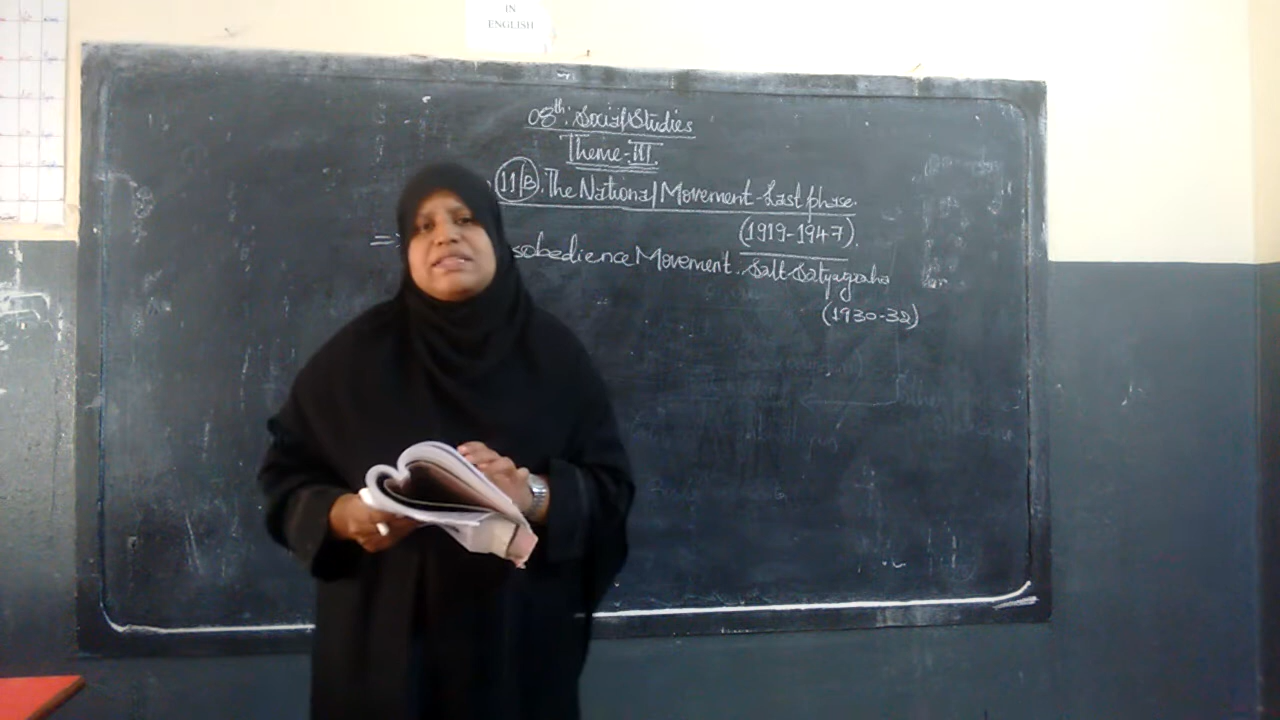 IN
ENGLISH
08th: Social Studies
Theme-III.
11/B. The National Movement-Last phase.
(1919-1947).
=> sobedience Movement.. Salt-Satyagraha
(1930-32)